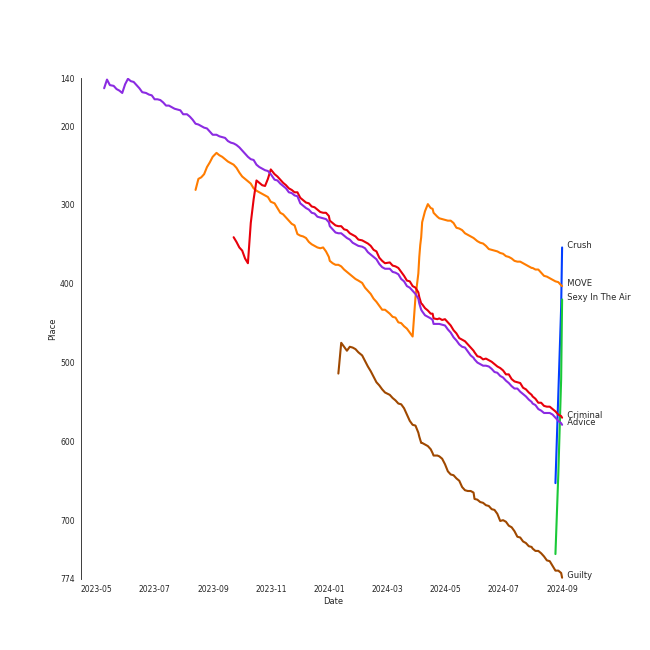 140
200
300
400
500
600
700
774
Place
2023-05
2023-07
2023-09
2023-11
2024-01
2024-03
2024-05
2024-07
2024-09
Date
Crush
MOVE
Sexy In The Air
Criminal
Advice
Guilty